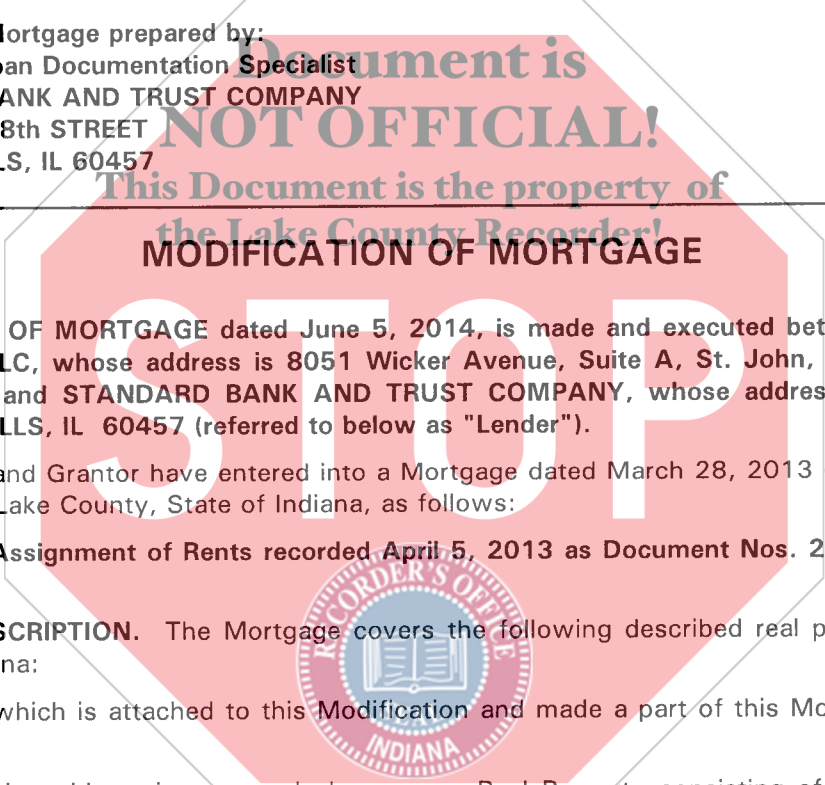 ortgage prepared by:
an Documentation Specialist
ANK AND TRUST COMPANY
8th STREET
LS, IL 60457
Document is
NOT OFFICIAL!
This Document is the property of
the Lake County Recorder!
MODIFICATION OF MORTGAGE
STOP
OF MORTGAGE dated June 5, 2014, is made and executed bet
LC, whose address is 8051 Wicker Avenue, Suite A, St. John,
and STANDARD BANK AND TRUST COMPANY, whose addres
LLS, IL 60457 (referred to below as "Lender").
and Grantor have entered into a Mortgage dated March 28, 2013
Lake County, State of Indiana, as follows:
Assignment of Rents recorded April 5, 2013 as Document Nos. 2
RECORDER'S OFFICE
SCRIPTION. The Mortgage covers the following described real p
na:
which is attached to this Modification and made a part of this Mo
INDIANA